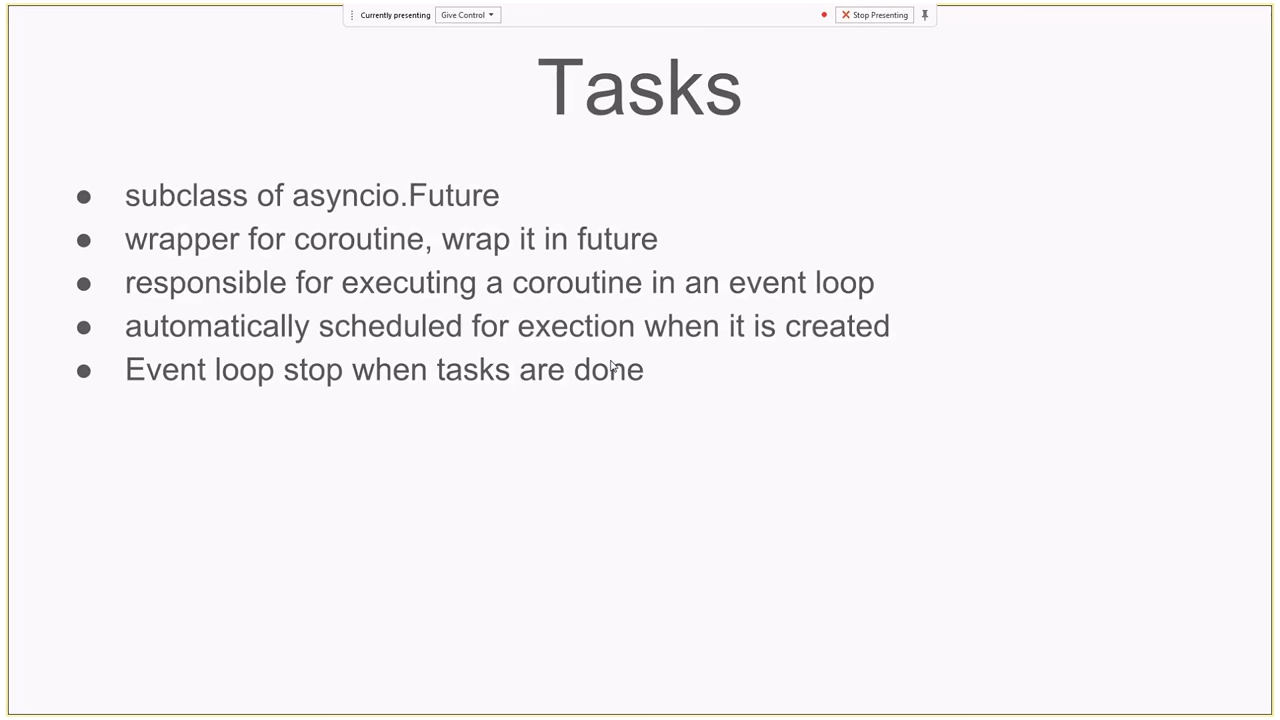 Currently presenting Give Control Stop Presenting
Tasks
● subclass of asyncio.Future
● wrapper for coroutine, wrap it in future
● responsible for executing a coroutine in an event loop
● automatically scheduled for exection when it is created
● Event loop stop when tasks are done